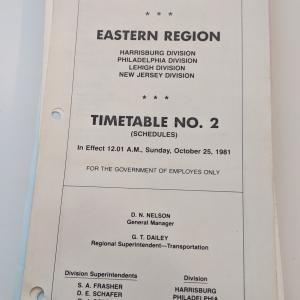 * * *
EASTERN REGION
HARRISBURG DIVISION
PHILADELPHIA DIVISION
LEHIGH DIVISION
NEW JERSEY DIVISION
* * *
TIMETABLE NO. 2
(SCHEDULES)
In Effect 12.01 A.M., Sunday, October 25, 1981
FOR THE GOVERNMENT OF EMPLOYES ONLY
D. N. NELSON
General Manager
G. T. DAILEY
Regional Superintendent—Transportation
Division Superintendents Division
S. A. FRASHER HARRISBURG
D. E. SCHAFER PHILADELPHIA